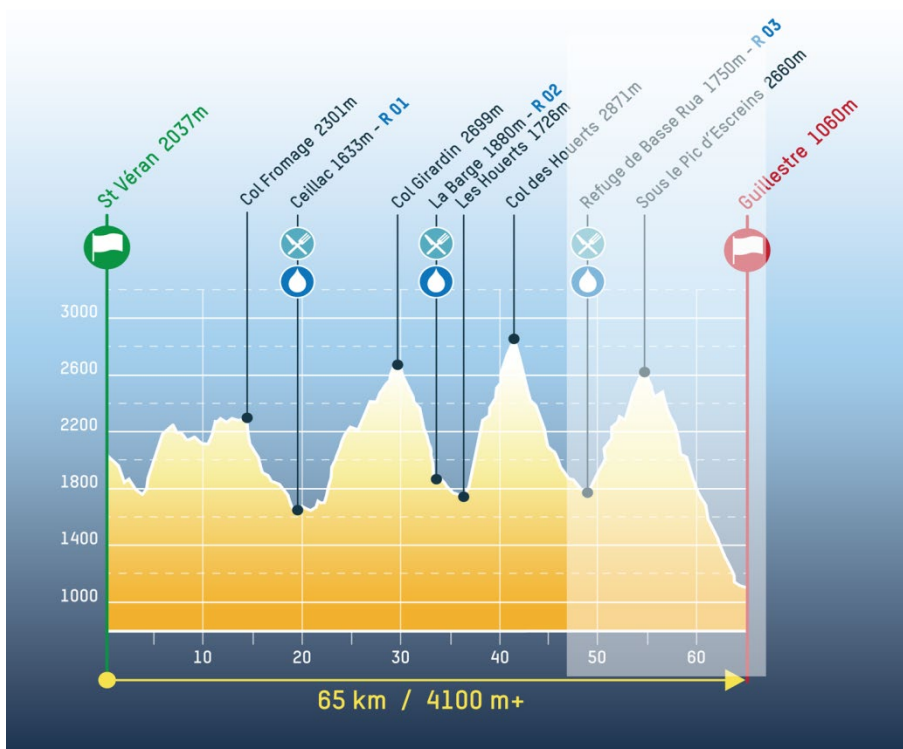 St Véran 2037m
Col Fromage 2301m
Ceillac 1633m - R 01
Col Girardin 2699m
La Barge 1880m - R 02
Les Houerts 1726m
Col des Houerts 2871m
Refuge de Basse Rua 1750m - R 03
Sous le Pic d'Escreins 2660m
Guillestre 1060m
3000
2600
2200
1800
1400
1000
10 20 30 40 50 60
65 km / 4100 m+